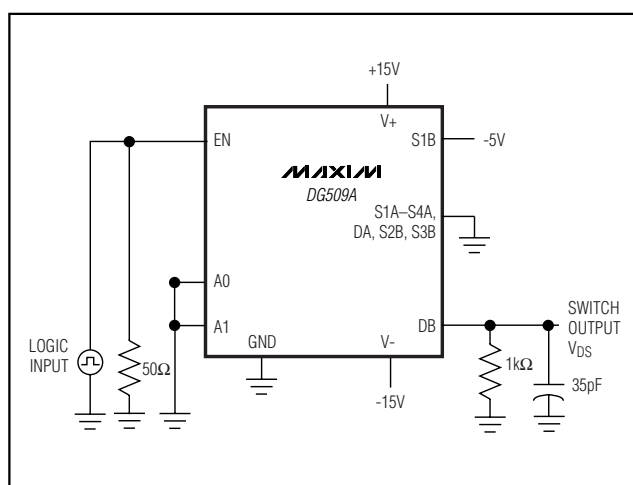 +15V
V+
EN
S1B
-5V
MAXIM
DG509A
S1A–S4A,
DA, S2B, S3B
A0
A1
DB
SWITCH
OUTPUT
VDS
LOGIC
INPUT
50Ω
GND
V-
1kΩ
35pF
-15V